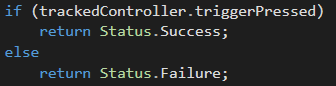 if (trackedController.triggerPressed)
    return Status.Success;
else
    return Status.Failure;